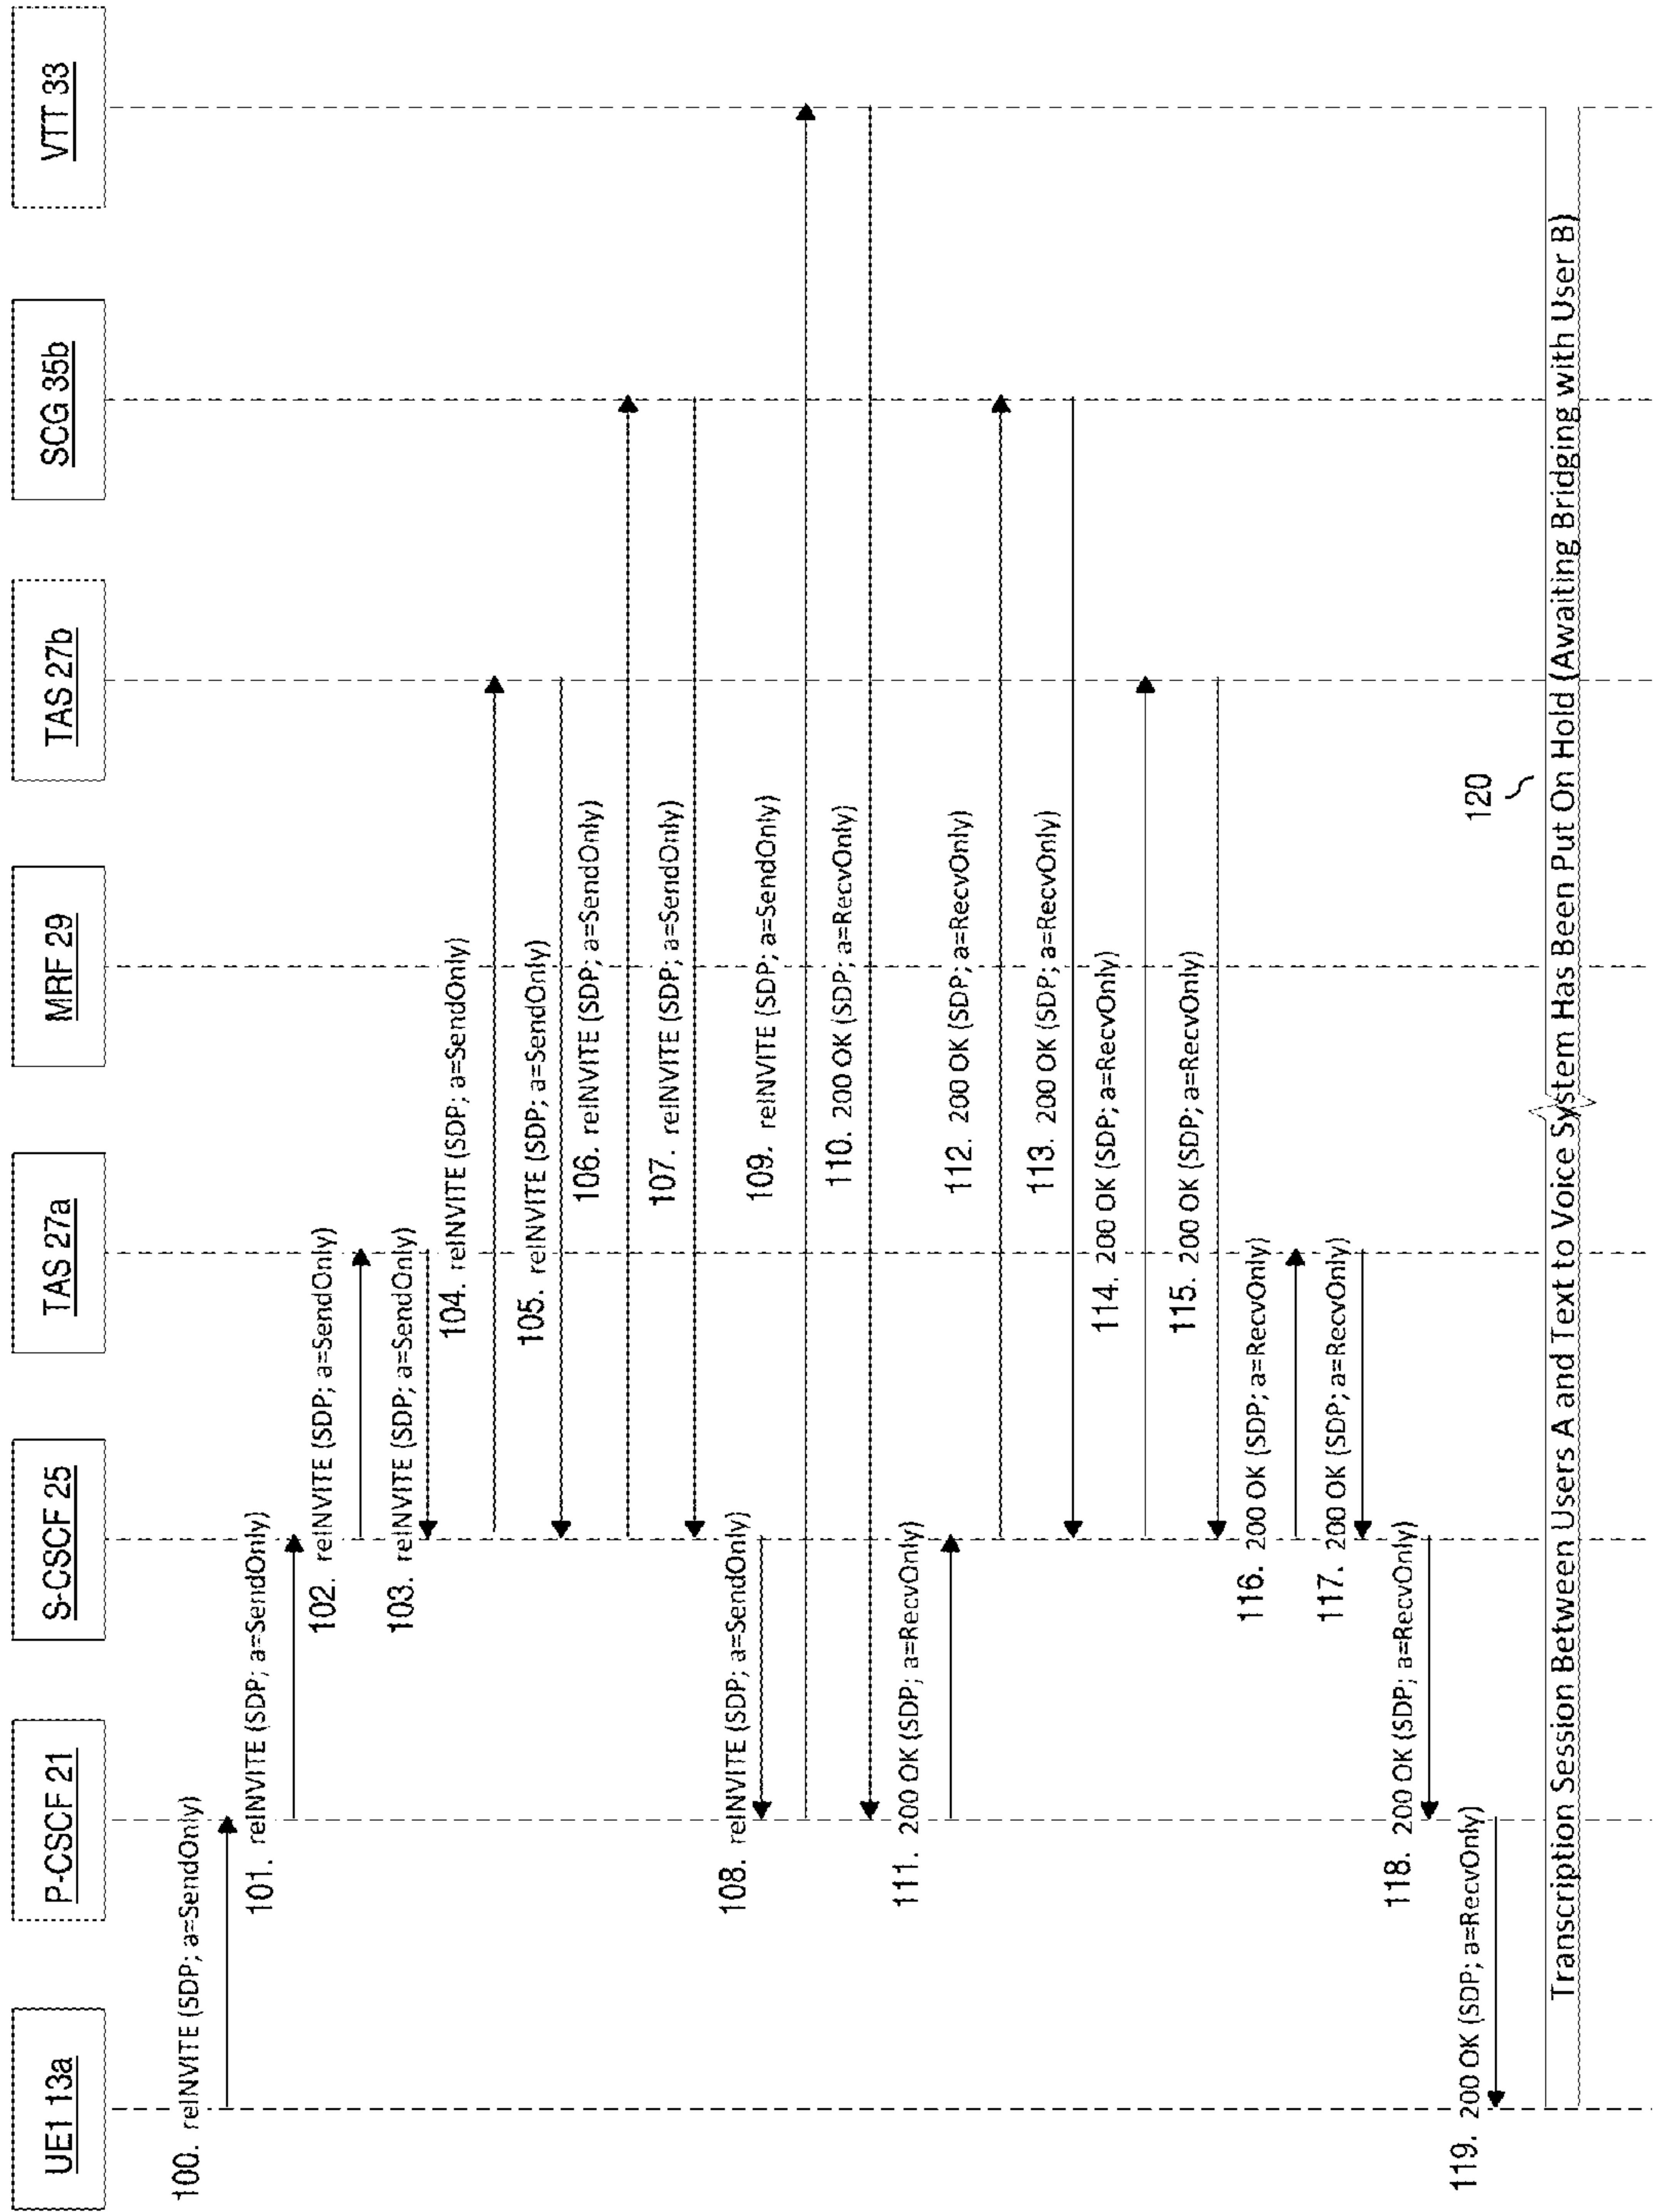 UE1 13a
P-CSCF 21
S-CSCF 25
TAS 27a
MRF 29
TAS 27b
SCG 35b
VTT 33
100. reINVITE (SDP; a=SendOnly)
101. reINVITE (SDP; a=SendOnly)
102. reINVITE (SDP; a=SendOnly)
103. reINVITE (SDP; a=SendOnly)
104. reINVITE (SDP; a=SendOnly)
105. reINVITE (SDP; a=SendOnly)
106. reINVITE (SDP; a=SendOnly)
107. reINVITE (SDP; a=SendOnly)
108. reINVITE (SDP; a=SendOnly)
109. reINVITE (SDP; a=SendOnly)
110. 200 OK (SDP; a=RecvOnly)
111. 200 OK (SDP; a=RecvOnly)
112. 200 OK (SDP; a=RecvOnly)
113. 200 OK (SDP; a=RecvOnly)
114. 200 OK (SDP; a=RecvOnly)
115. 200 OK (SDP; a=RecvOnly)
116. 200 OK (SDP; a=RecvOnly)
117. 200 OK (SDP; a=RecvOnly)
118. 200 OK (SDP; a=RecvOnly)
119. 200 OK (SDP; a=RecvOnly)
120
Transcription Session Between Users A and Text to Voice System Has Been Put On Hold (Awaiting Bridging with User B)